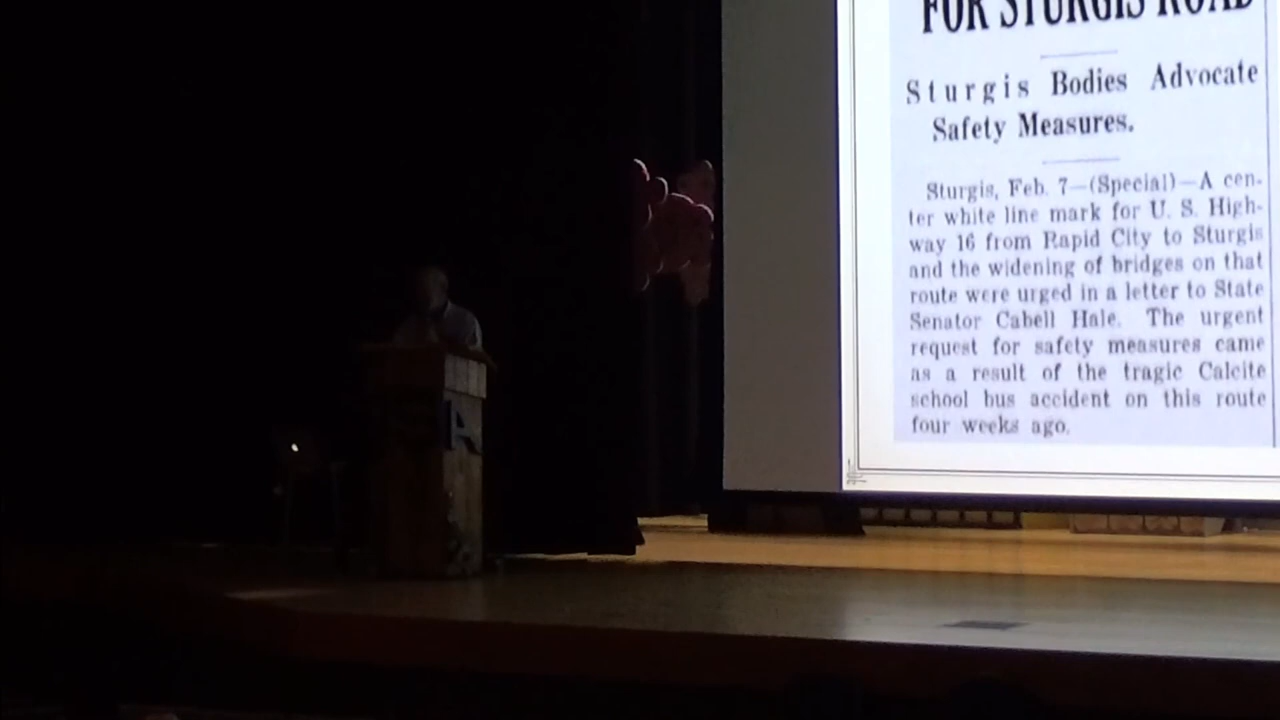 FOR STURGIS ROAD
Sturgis Bodies Advocate
Safety Measures.
Sturgis, Feb. 7—(Special)—A cen-
ter white line mark for U. S. High-
way 16 from Rapid City to Sturgis
and the widening of bridges on that
route were urged in a letter to State
Senator Cabell Hale. The urgent
request for safety measures came
as a result of the tragic Calcite
school bus accident on this route
four weeks ago.
A